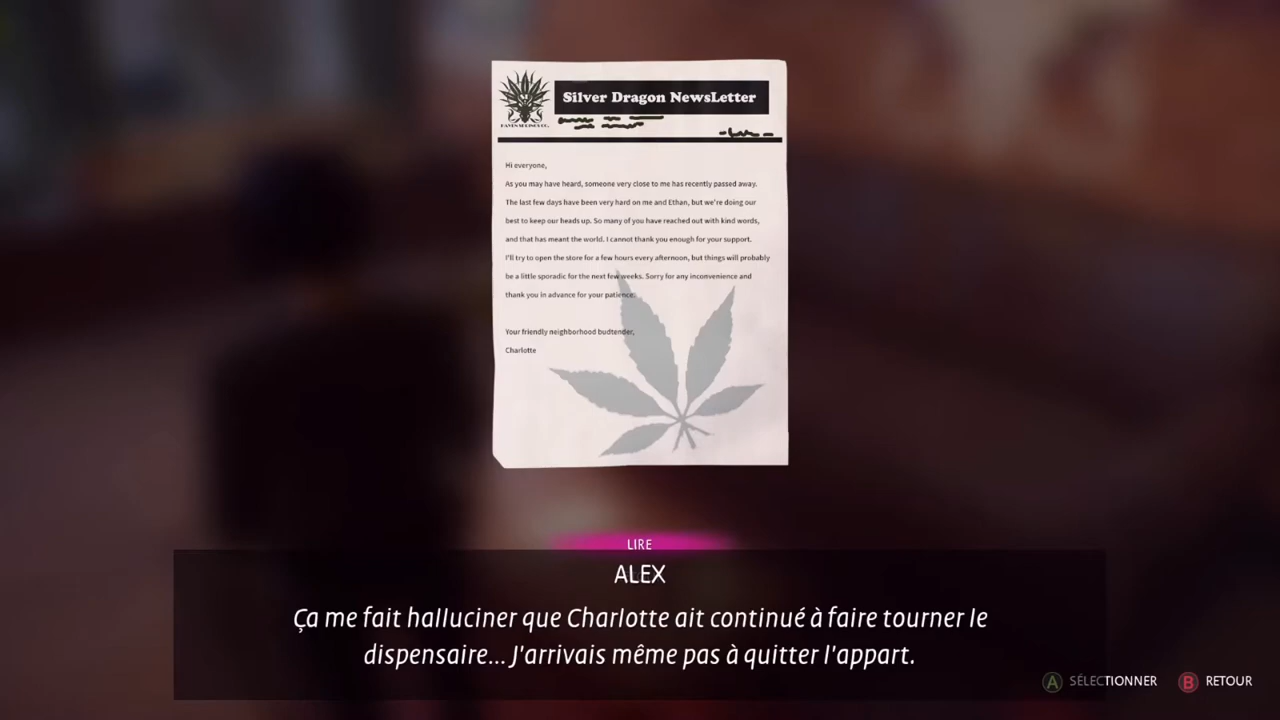 Silver Dragon NewsLetter
HAVEN SPRINGS CO.
Hi everyone,
As you may have heard, someone very close to me has recently passed away.
The last few days have been very hard on me and Ethan, but we're doing our
best to keep our heads up. So many of you have reached out with kind words,
and that has meant the world. I cannot thank you enough for your support.
I'll try to open the store for a few hours every afternoon, but things will probably
be a little sporadic for the next few weeks. Sorry for any inconvenience and
thank you in advance for your patience.
Your friendly neighborhood budtender,
Charlotte
LIRE
ALEX
Ça me fait halluciner que Charlotte ait continué à faire tourner le
dispensaire... J'arrivais même pas à quitter l'appart.
A SÉLECTIONNER B RETOUR